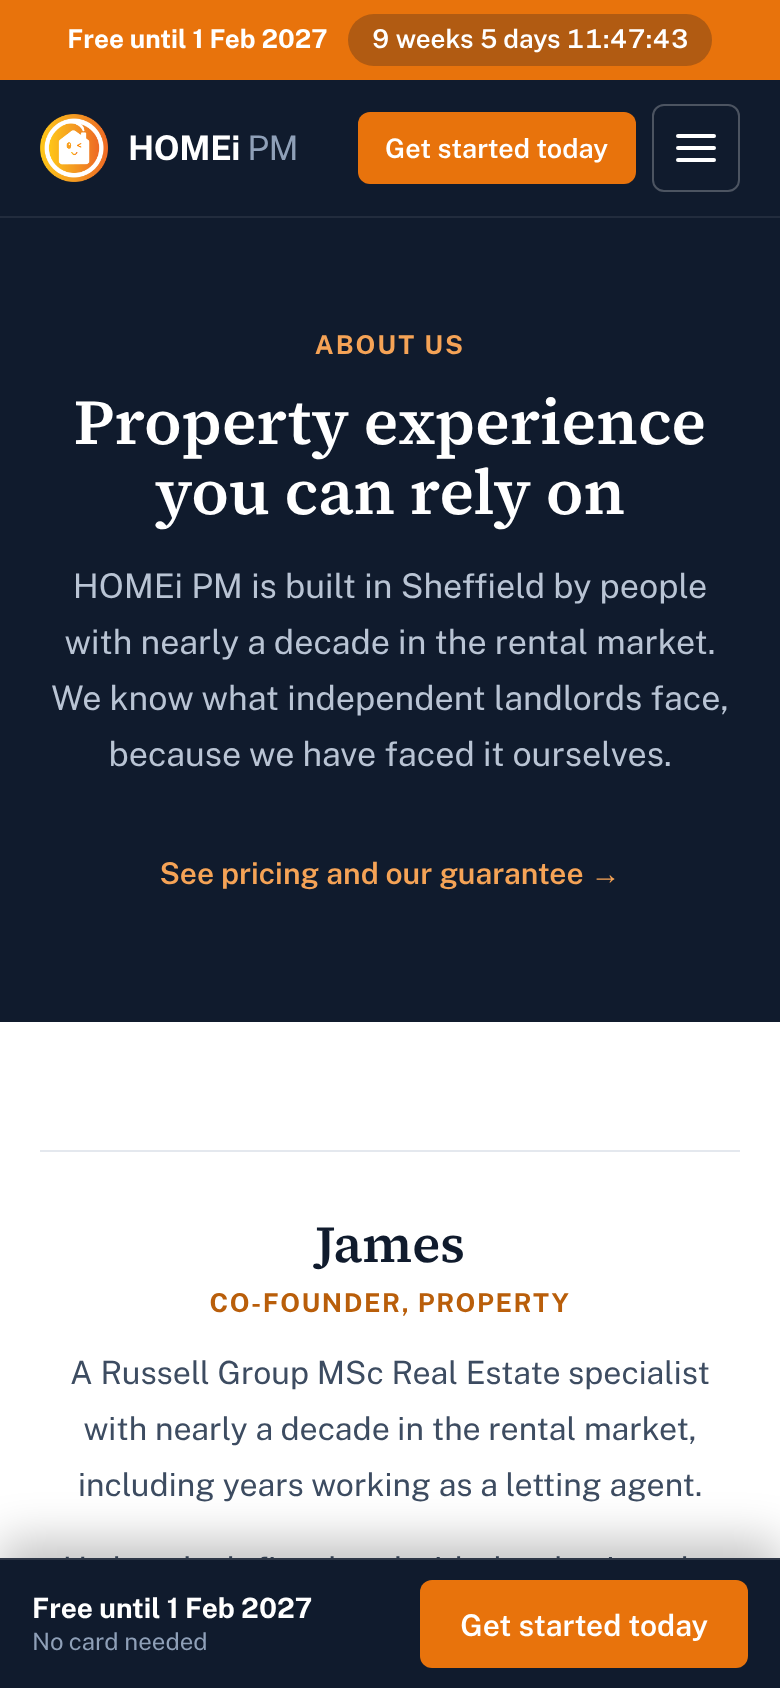 Free until 1 Feb 2027 9 weeks 5 days 11:47:43
HOMEi PM Get started today
ABOUT US
Property experience
you can rely on
HOMEi PM is built in Sheffield by people
with nearly a decade in the rental market.
We know what independent landlords face,
because we have faced it ourselves.
See pricing and our guarantee →
James
CO-FOUNDER, PROPERTY
A Russell Group MSc Real Estate specialist
with nearly a decade in the rental market,
including years working as a letting agent.
Free until 1 Feb 2027
No card needed
Get started today